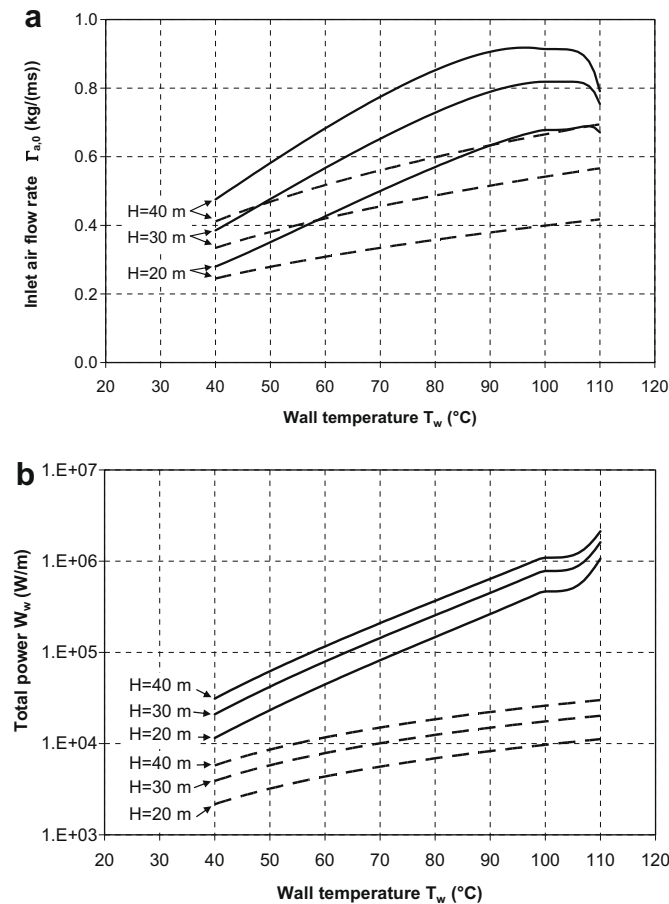 a
Inlet air flow rate Γa,0 (kg/(ms))
1.0
0.8
0.6
0.4
0.2
0.0
H=40 m
H=30 m
H=20 m
20 30 40 50 60 70 80 90 100 110 120
Wall temperature Tw (°C)
b
Total power Ww (W/m)
1.E+07
1.E+06
1.E+05
1.E+04
1.E+03
H=40 m
H=30 m
H=20 m
H=40 m
H=30 m
H=20 m
20 30 40 50 60 70 80 90 100 110 120
Wall temperature Tw (°C)